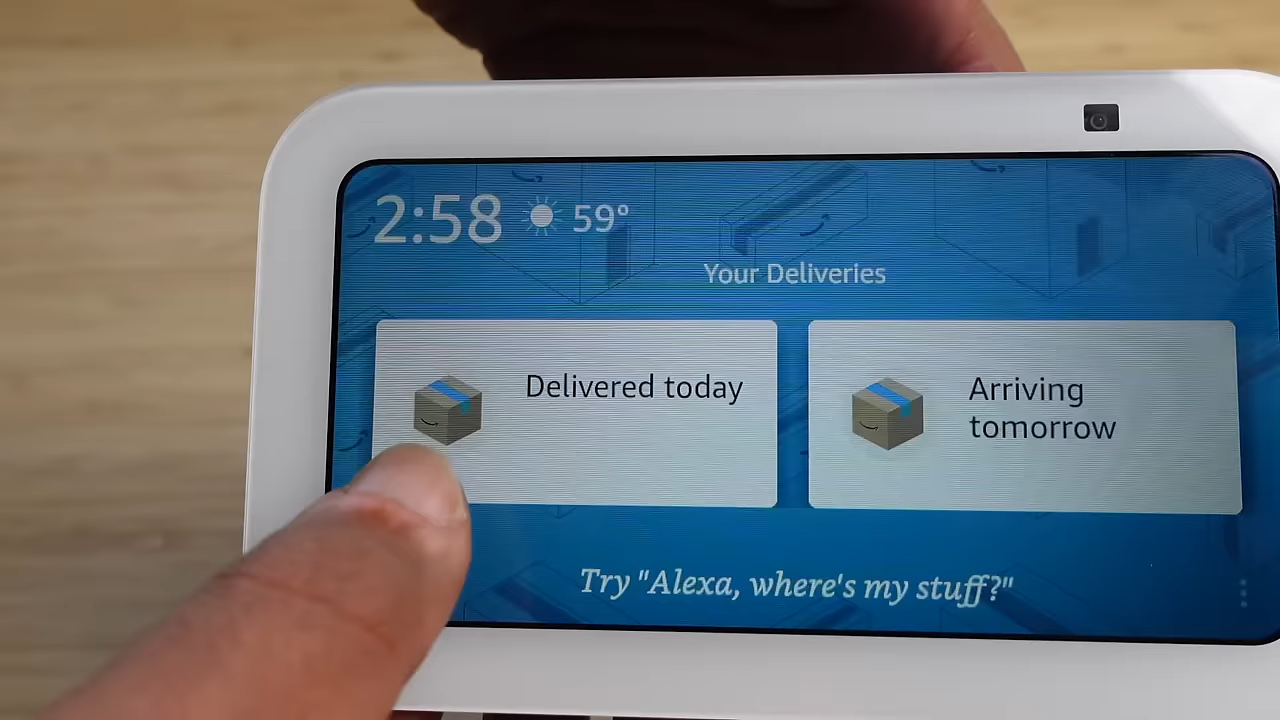 2:58 59°
Your Deliveries
Delivered today
Arriving
tomorrow
Try "Alexa, where's my stuff?"